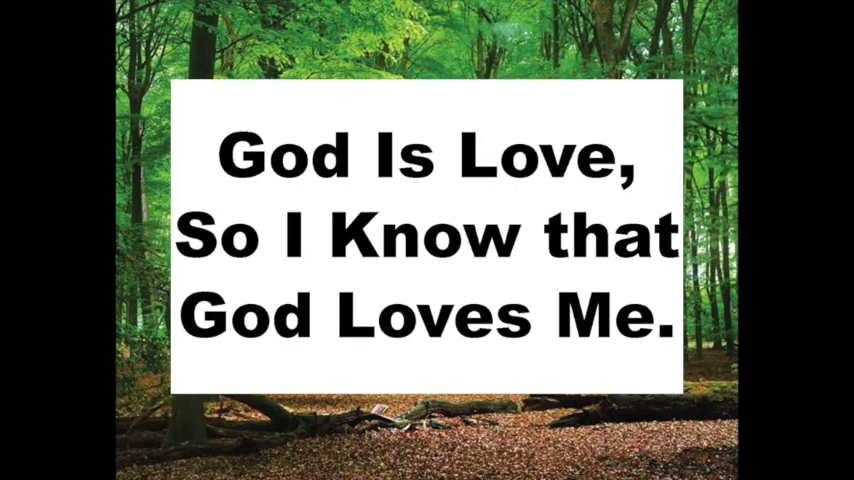 God Is Love,
So I Know that
God Loves Me.